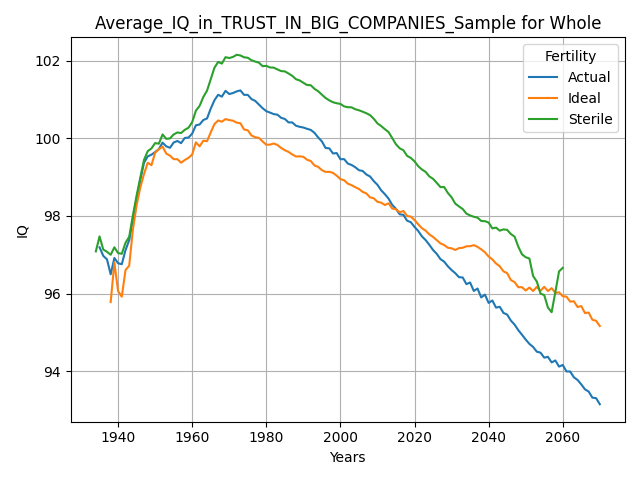 Average_IQ_in_TRUST_IN_BIG_COMPANIES_Sample for Whole
Fertility
Actual
Ideal
Sterile
IQ
102
100
98
96
94
1940
1960
1980
2000
2020
2040
2060
Years